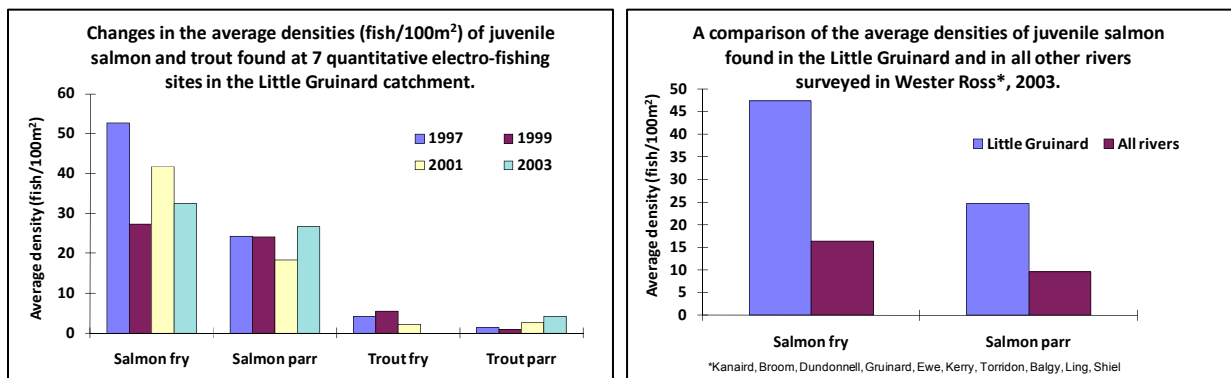 Changes in the average densities (fish/100m²) of juvenile
salmon and trout found at 7 quantitative electro-fishing
sites in the Little Gruinard catchment.
Average density (fish/100m²)
60
50
40
30
20
10
0
1997
1999
2001
2003
Salmon fry
Salmon parr
Trout fry
Trout parr
A comparison of the average densities of juvenile salmon
found in the Little Gruinard and in all other rivers
surveyed in Wester Ross*, 2003.
Average density (fish/100m²)
50
45
40
35
30
25
20
15
10
5
0
Little Gruinard
All rivers
Salmon fry
Salmon parr
*Kanaird, Broom, Dundonnell, Gruinard, Ewe, Kerry, Torridon, Balgy, Ling, Shiel